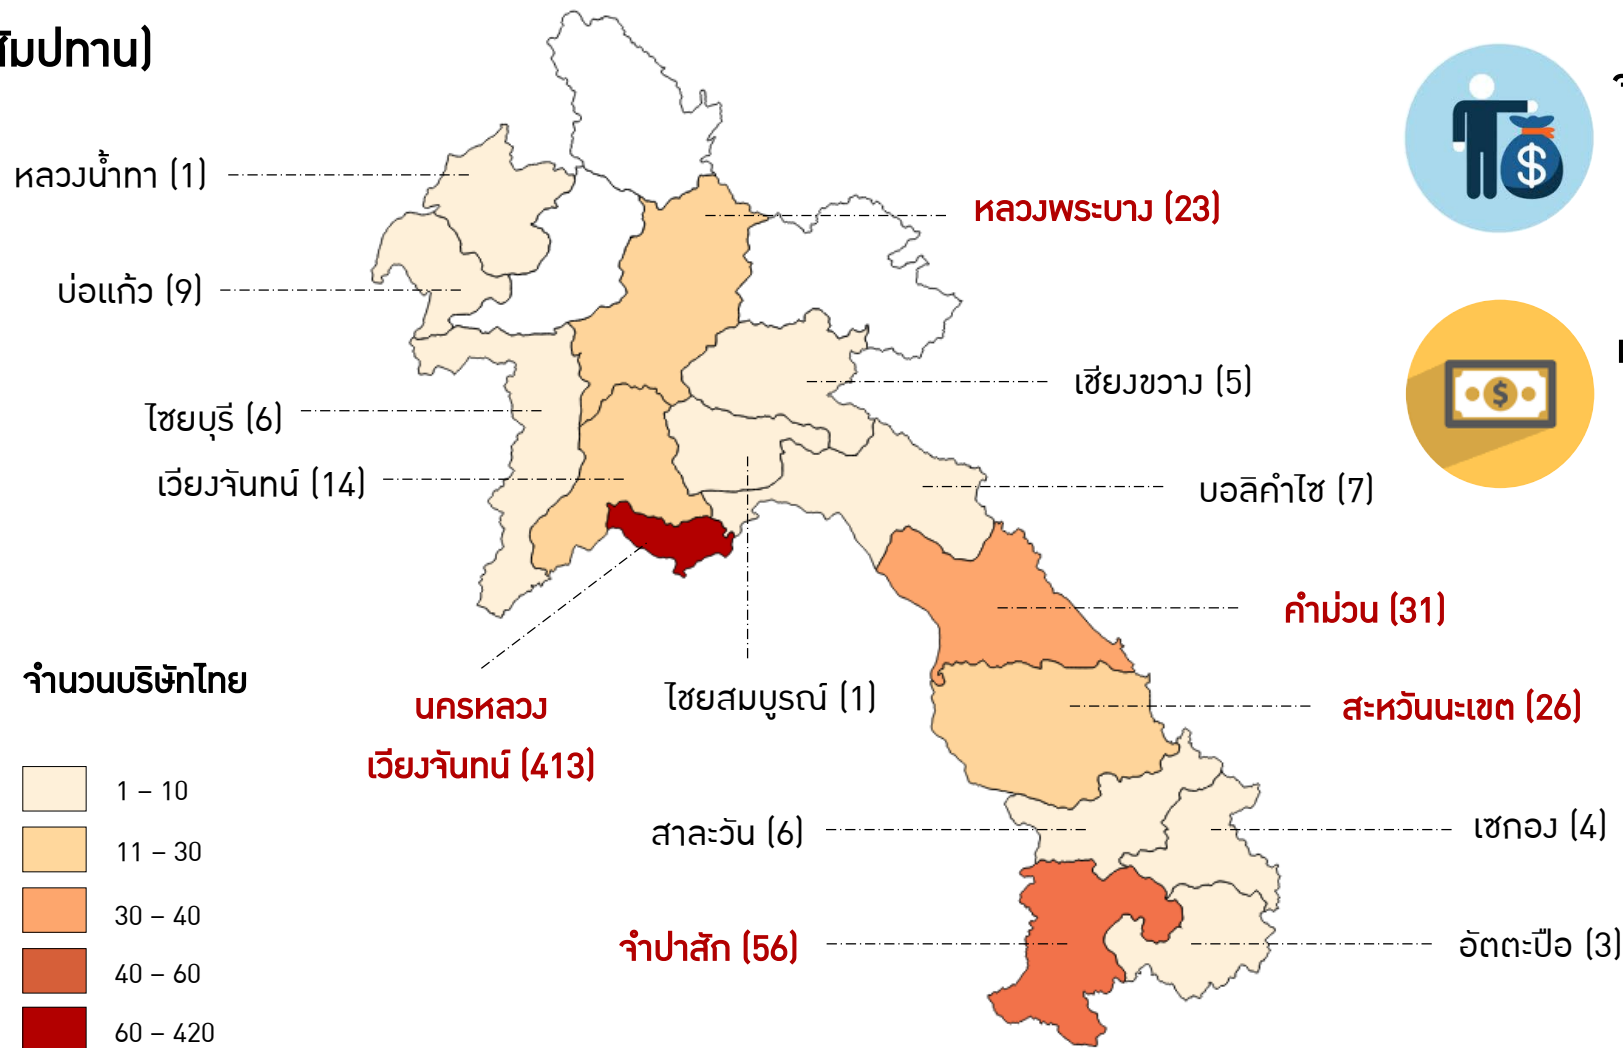 สัมปทาน)
หลวงน้ำทา (1)
หลวงพระบาง (23)
บ่อแก้ว (9)
เชียงขวาง (5)
ไซยบุรี (6)
เวียงจันทน์ (14)
บอลิคำไซ (7)
คำม่วน (31)
จำนวนบริษัทไทย
นครหลวง
เวียงจันทน์ (413)
ไชยสมบูรณ์ (1)
สะหวันนะเขต (26)
1 – 10
11 – 30
30 – 40
40 – 60
60 – 420
สาละวัน (6)
เซกอง (4)
จำปาสัก (56)
อัตตะปือ (3)
$
$